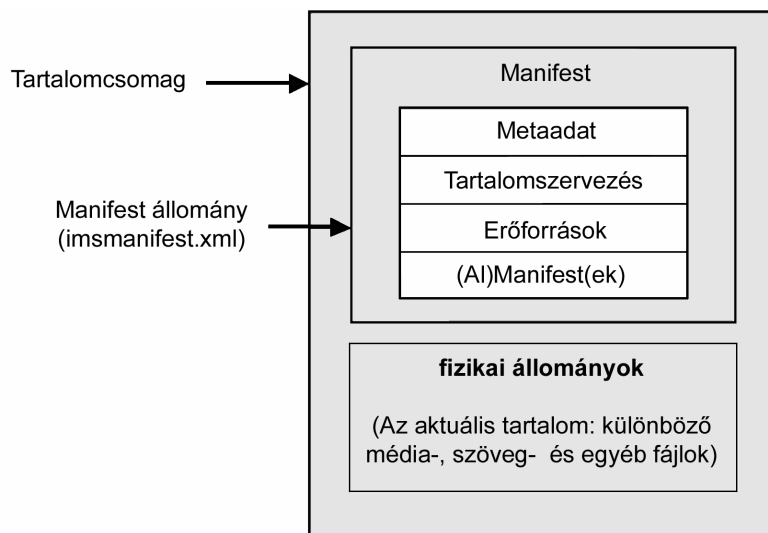 Tartalomcsomag
Manifest
Metaadat
Tartalomszervezés
Manifest állomány
(imsmanifest.xml)
Erőforrások
(Al)Manifest(ek)
fizikai állományok
(Az aktuális tartalom: különböző
média-, szöveg- és egyéb fájlok)